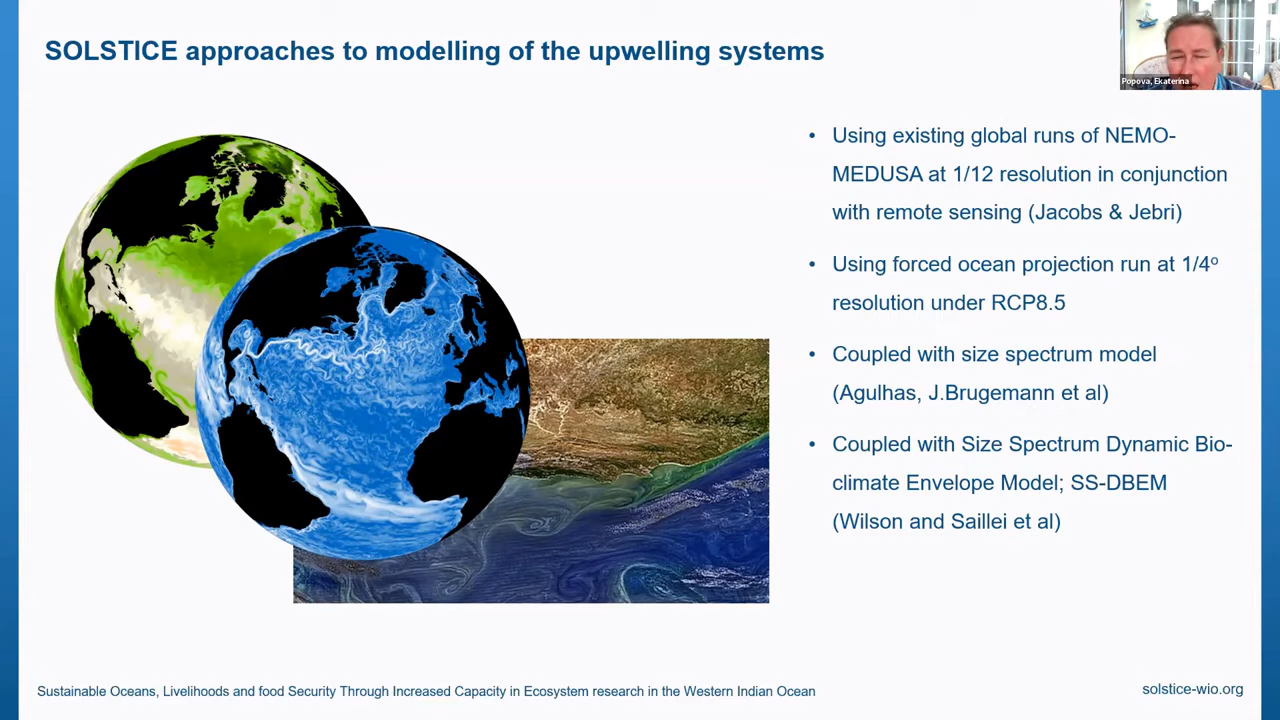 SOLSTICE approaches to modelling of the upwelling systems
Popova, Ekaterina
• Using existing global runs of NEMO-
MEDUSA at 1/12 resolution in conjunction
with remote sensing (Jacobs & Jebri)
• Using forced ocean projection run at 1/4º
resolution under RCP8.5
• Coupled with size spectrum model
(Agulhas, J.Brugemann et al)
• Coupled with Size Spectrum Dynamic Bio-
climate Envelope Model; SS-DBEM
(Wilson and Saillei et al)
Sustainable Oceans, Livelihoods and food Security Through Increased Capacity in Ecosystem research in the Western Indian Ocean
solstice-wio.org